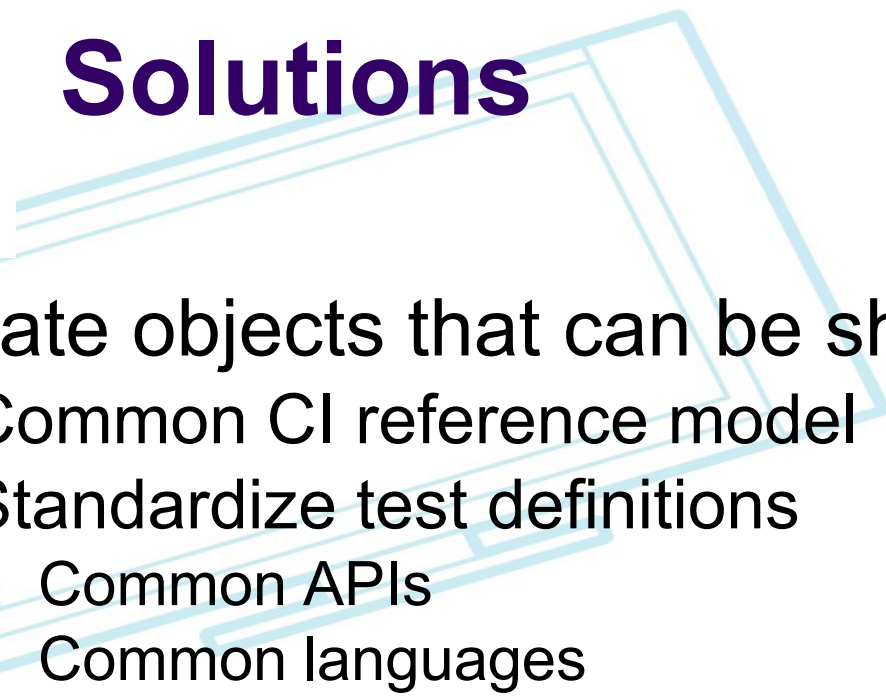 Solutions
ate objects that can be sh
Common CI reference model
Standardize test definitions
Common APIs
Common languages